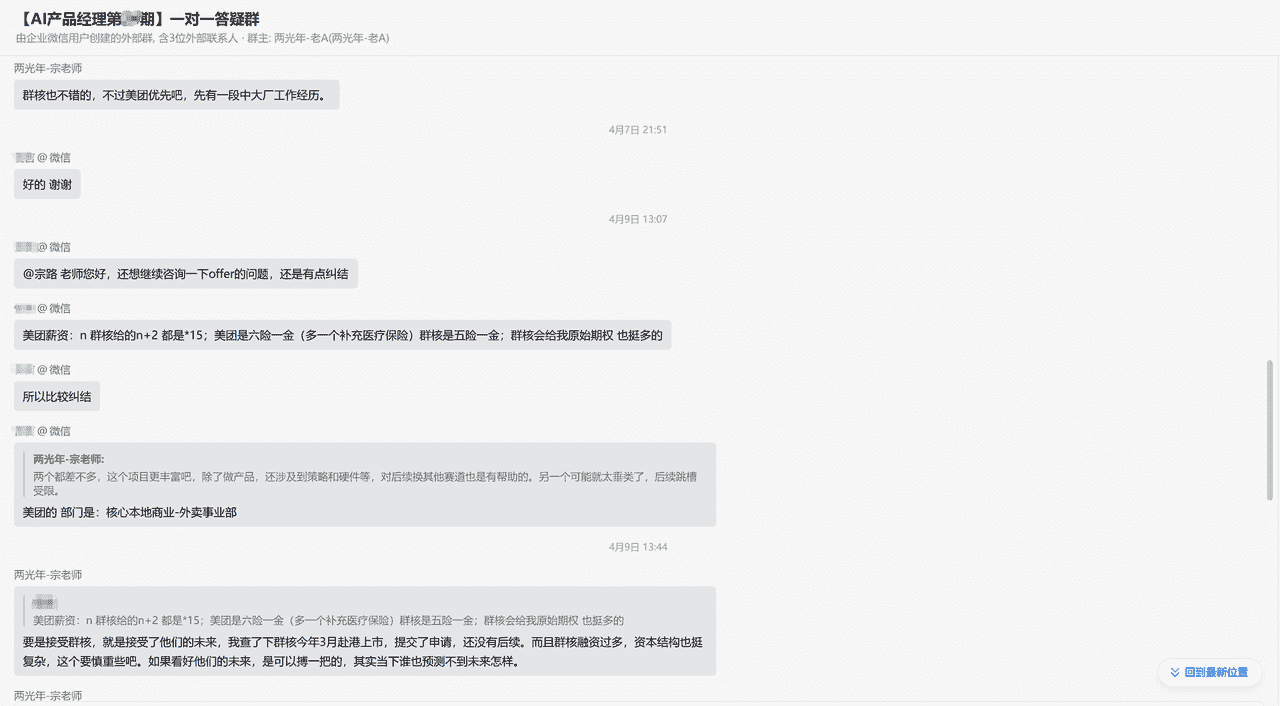 【AI产品经理第 期】一对一答疑群
由企业微信用户创建的外部群, 含3位外部联系人 · 群主: 两光年-老A(两光年-老A)
两光年-宗老师
群核也不错的，不过美团优先吧，先有一段中大厂工作经历。
4月7日 21:51
@ 微信
好的 谢谢
4月9日 13:07
@ 微信
@宗路 老师您好，还想继续咨询一下offer的问题，还是有点纠结
@ 微信
美团薪资：n 群核给的n+2 都是*15；美团是六险一金（多一个补充医疗保险）群核是五险一金；群核会给我原始期权 也挺多的
@ 微信
所以比较纠结
@ 微信
两光年-宗老师:
两个都差不多，这个项目更丰富吧，除了做产品，还涉及到策略和硬件等，对后续换其他赛道也是有帮助的。另一个可能就太垂类了，后续跳槽
受限。
美团的 部门是：核心本地商业-外卖事业部
4月9日 13:44
两光年-宗老师
美团薪资：n 群核给的n+2 都是*15；美团是六险一金（多一个补充医疗保险）群核是五险一金；群核会给我原始期权 也挺多的
要是接受群核，就是接受了他们的未来，我查了下群核今年3月赴港上市，提交了申请，还没有后续。而且群核融资过多，资本结构也挺
复杂，这个要慎重些吧。如果看好他们的未来，是可以搏一把的，其实当下谁也预测不到未来怎样。
回到最新位置
两光年-宗老师